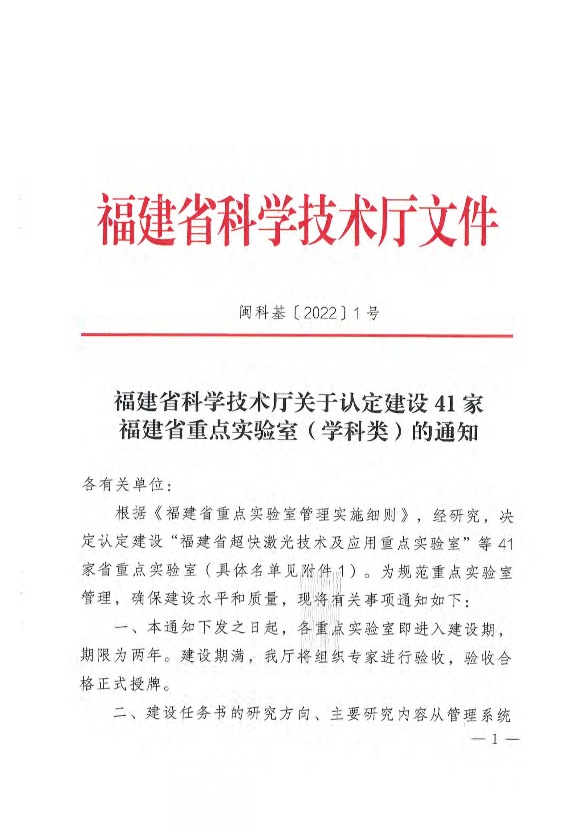 福建省科学技术厅文件
闽科基〔2022〕1号
福建省科学技术厅关于认定建设 41 家
福建省重点实验室（学科类）的通知
各有关单位：
根据《福建省重点实验室管理实施细则》，经研究，决
定认定建设“福建省超快激光技术及应用重点实验室”等 41
家省重点实验室（具体名单见附件 1）。为规范重点实验室
管理，确保建设水平和质量，现将有关事项通知如下：
一、本通知下发之日起，各重点实验室即进入建设期，
期限为两年。建设期满，我厅将组织专家进行验收，验收合
格正式授牌。
二、建设任务书的研究方向、主要研究内容从管理系统
— 1 —